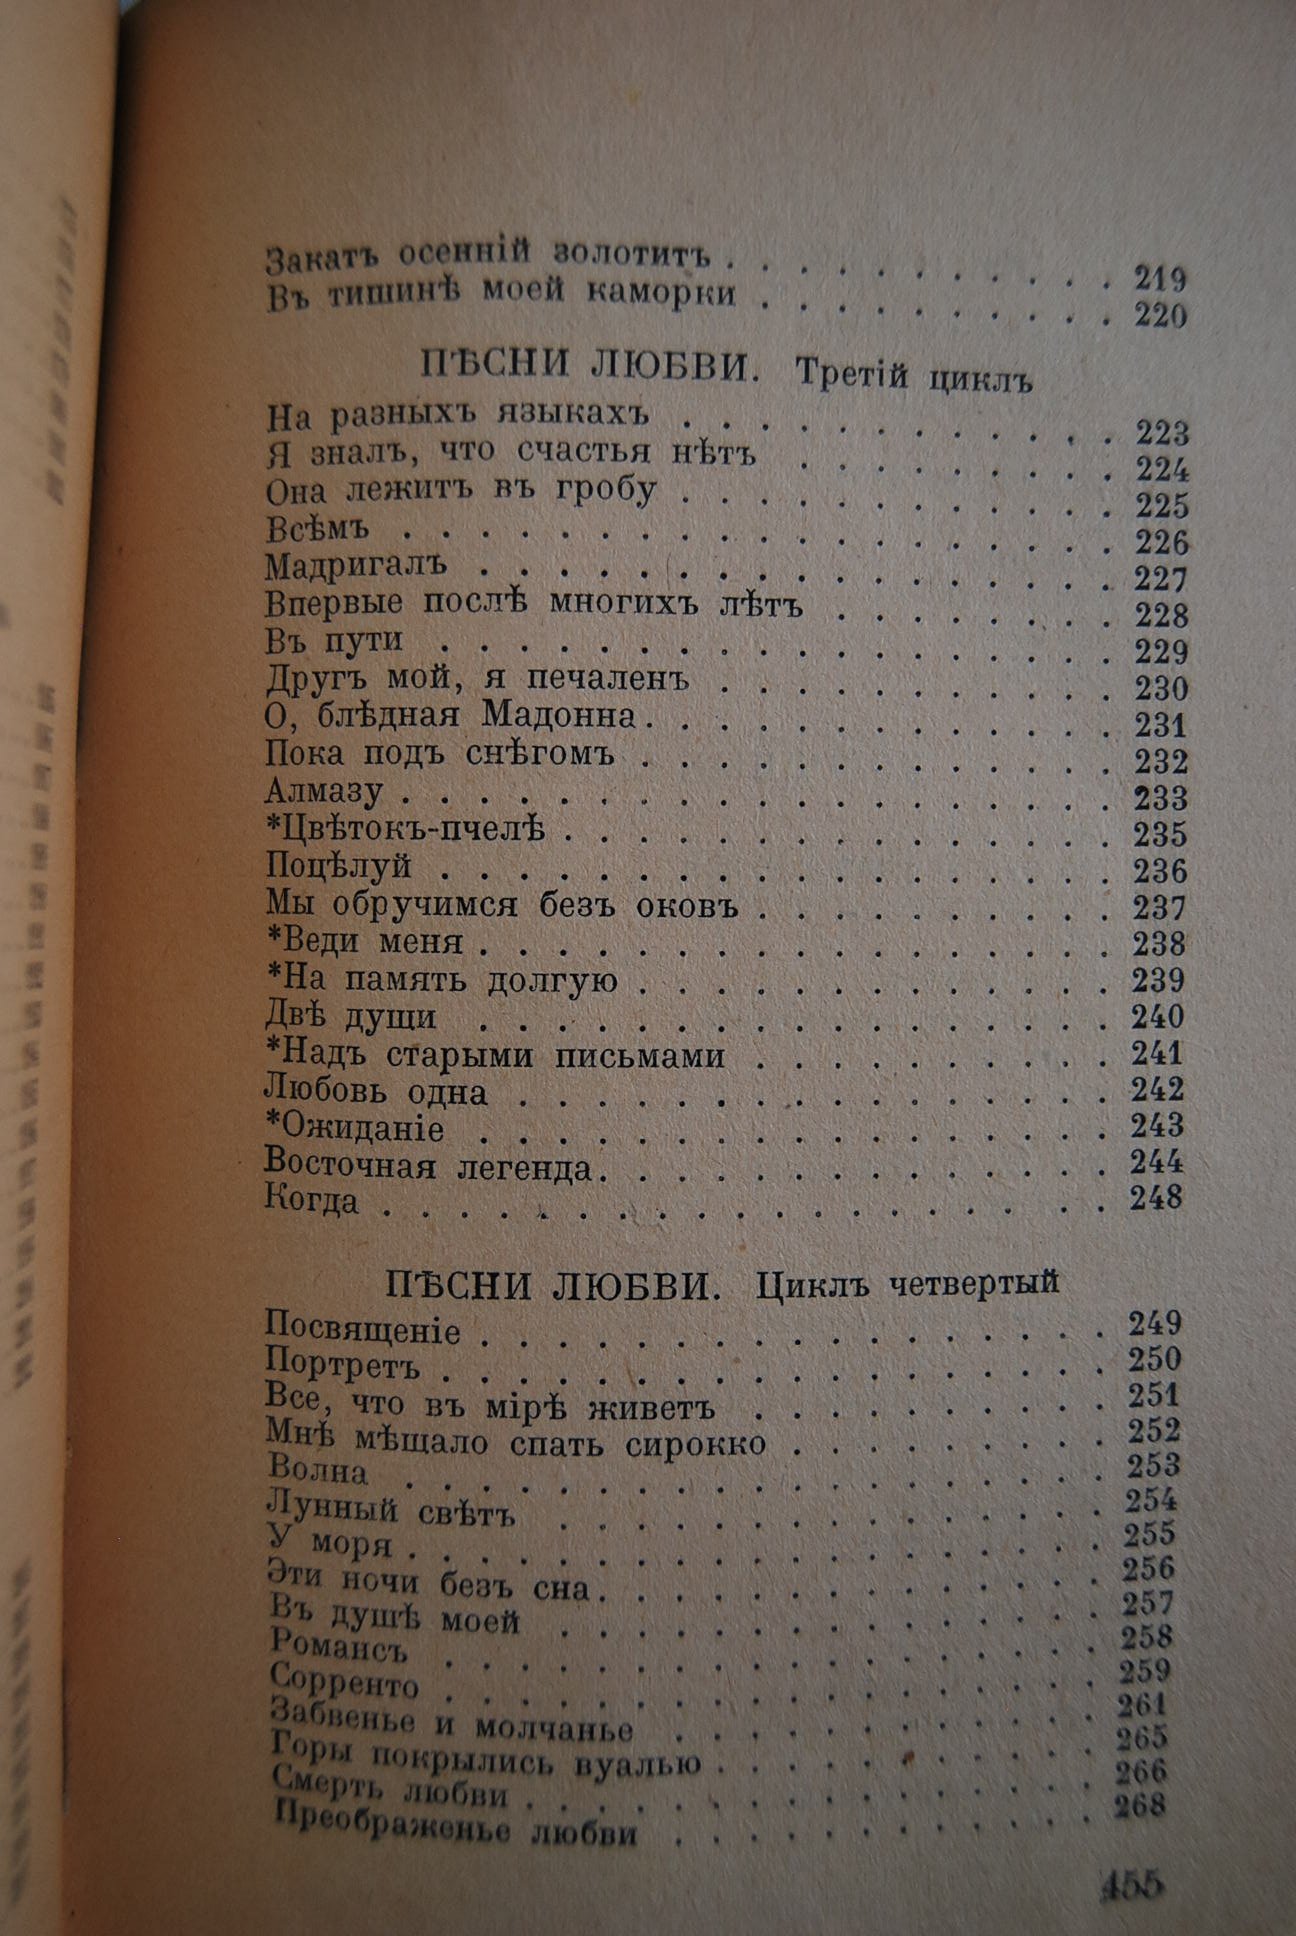 Закатъ осенній золотитъ . . . . . . . . . . . 219
Въ тишинѣ моей каморки . . . . . . . . . . 220
ПѢСНИ ЛЮБВИ. Третій циклъ
На разныхъ языкахъ . . . . . . . . . . . . 223
Я зналъ, что счастья нѣтъ . . . . . . . . . 224
Она лежитъ въ гробу . . . . . . . . . . . . 225
Всѣмъ . . . . . . . . . . . . . . . . . . . 226
Мадригалъ . . . . . . . . . . . . . . . . . 227
Впервые послѣ многихъ лѣтъ . . . . . . . . 228
Въ пути . . . . . . . . . . . . . . . . . . 229
Другъ мой, я печаленъ . . . . . . . . . . . 230
О, блѣдная Мадонна . . . . . . . . . . . . . 231
Пока подъ снѣгомъ . . . . . . . . . . . . . 232
Алмазу . . . . . . . . . . . . . . . . . . . 233
*Цвѣтокъ-пчелѣ . . . . . . . . . . . . . . . 235
Поцѣлуй . . . . . . . . . . . . . . . . . . 236
Мы обручимся безъ оковъ . . . . . . . . . . 237
*Веди меня . . . . . . . . . . . . . . . . . 238
*На память долгую . . . . . . . . . . . . . 239
Двѣ души . . . . . . . . . . . . . . . . . 240
*Надъ старыми письмами . . . . . . . . . . 241
Любовь одна . . . . . . . . . . . . . . . . 242
*Ожиданіе . . . . . . . . . . . . . . . . . 243
Восточная легенда . . . . . . . . . . . . . . 244
Когда . . . . . . . . . . . . . . . . . . . 248
ПѢСНИ ЛЮБВИ. Циклъ четвертый
Посвященіе . . . . . . . . . . . . . . . . . 249
Портретъ . . . . . . . . . . . . . . . . . . 250
Все, что въ мірѣ живетъ . . . . . . . . . . 251
Мнѣ мѣщало спать сирокко . . . . . . . . . 252
Волна . . . . . . . . . . . . . . . . . . . 253
Лунный свѣтъ . . . . . . . . . . . . . . . 254
У моря . . . . . . . . . . . . . . . . . . . 255
Эти ночи безъ сна . . . . . . . . . . . . . . 256
Въ душѣ моей . . . . . . . . . . . . . . . 257
Романсъ . . . . . . . . . . . . . . . . . . 258
Сорренто . . . . . . . . . . . . . . . . . . 259
Забвенье и молчанье . . . . . . . . . . . . 261
Горы покрылись вуалью . . . . . . . . . . . 265
Смерть любви . . . . . . . . . . . . . . . . 266
Преображенье любви . . . . . . . . . . . . 268
455